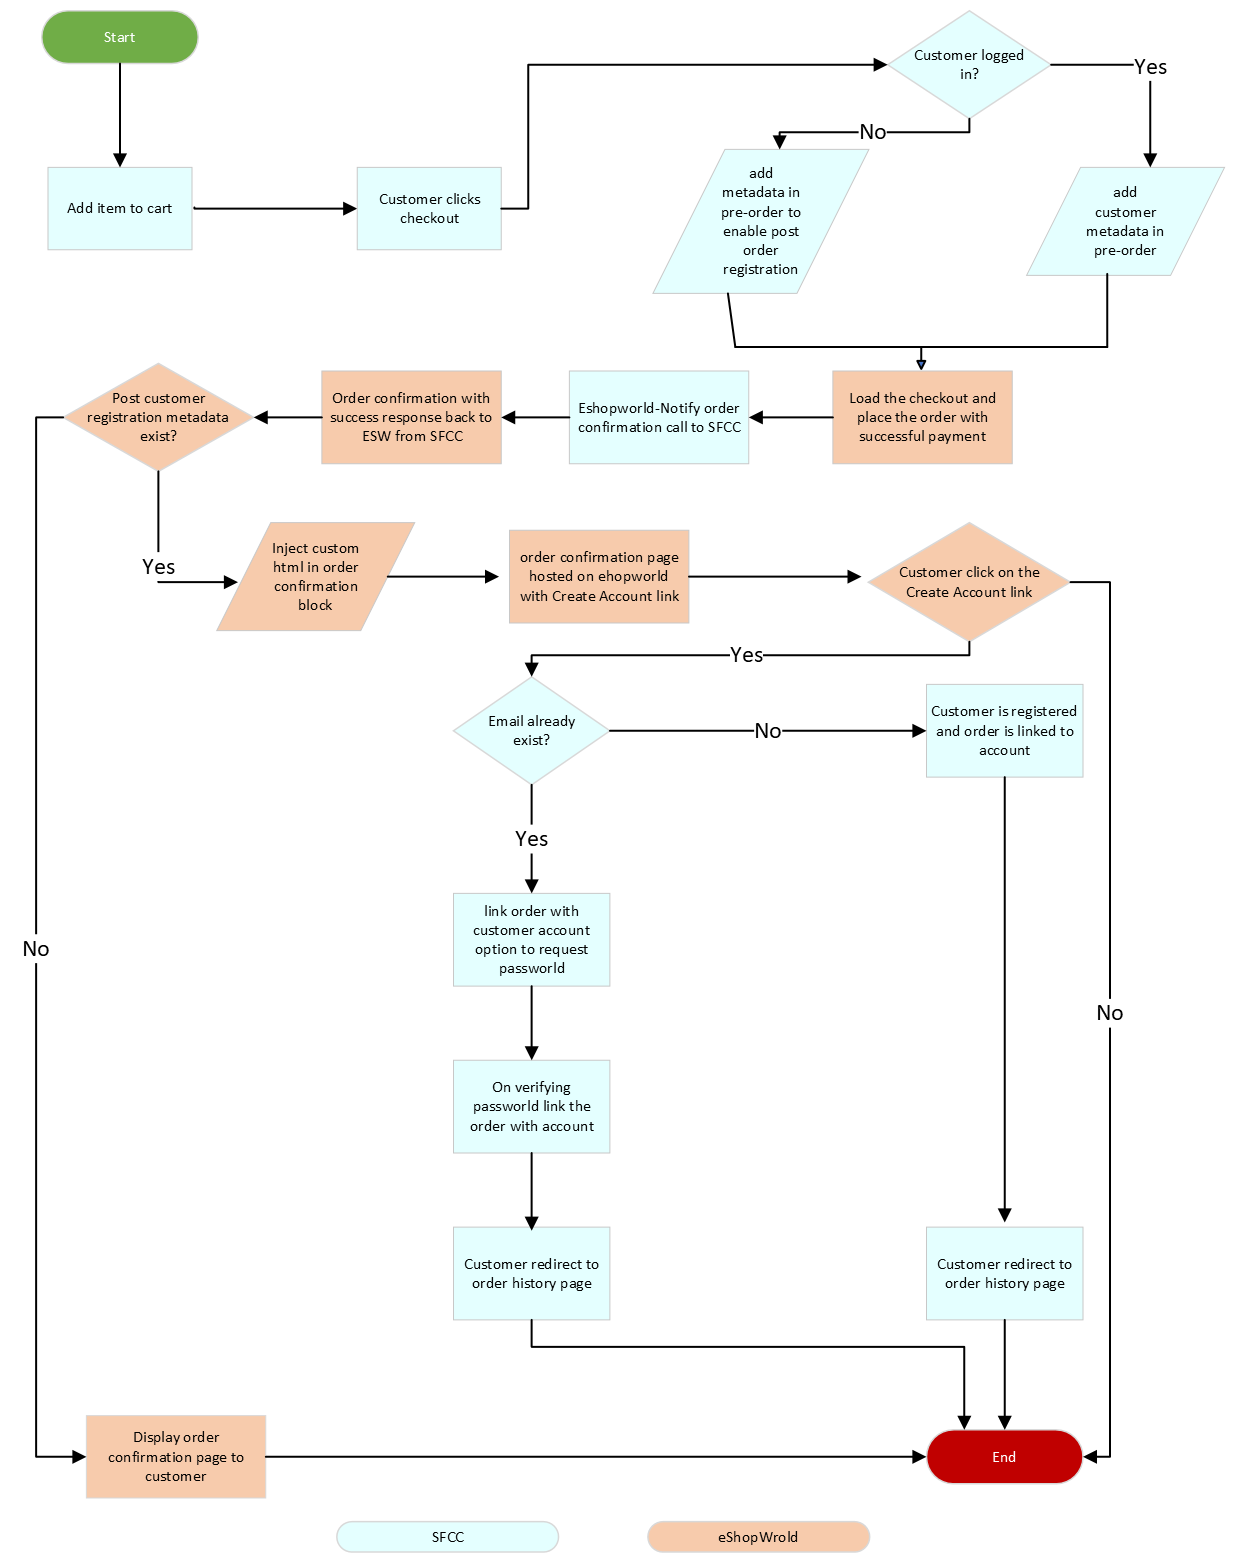 Start
Customer logged
in?
Yes
No
Add item to cart
Customer clicks
checkout
add
metadata in
pre-order to
enable post
order
registration
add
customer
metadata in
pre-order
Post customer
registration metadata
exist?
Order confirmation with
success response back to
ESW from SFCC
Eshopworld-Notify order
confirmation call to SFCC
Load the checkout and
place the order with
successful payment
Yes
Inject custom
html in order
confirmation
block
order confirmation page
hosted on ehopworld
with Create Account link
Customer click on the
Create Account link
Yes
Email already
exist?
No
Customer is registered
and order is linked to
account
Yes
link order with
customer account
option to request
passworld
No
No
On verifying
passworld link the
order with account
Customer redirect to
order history page
Customer redirect to
order history page
Display order
confirmation page to
customer
End
SFCC
eShopWrold